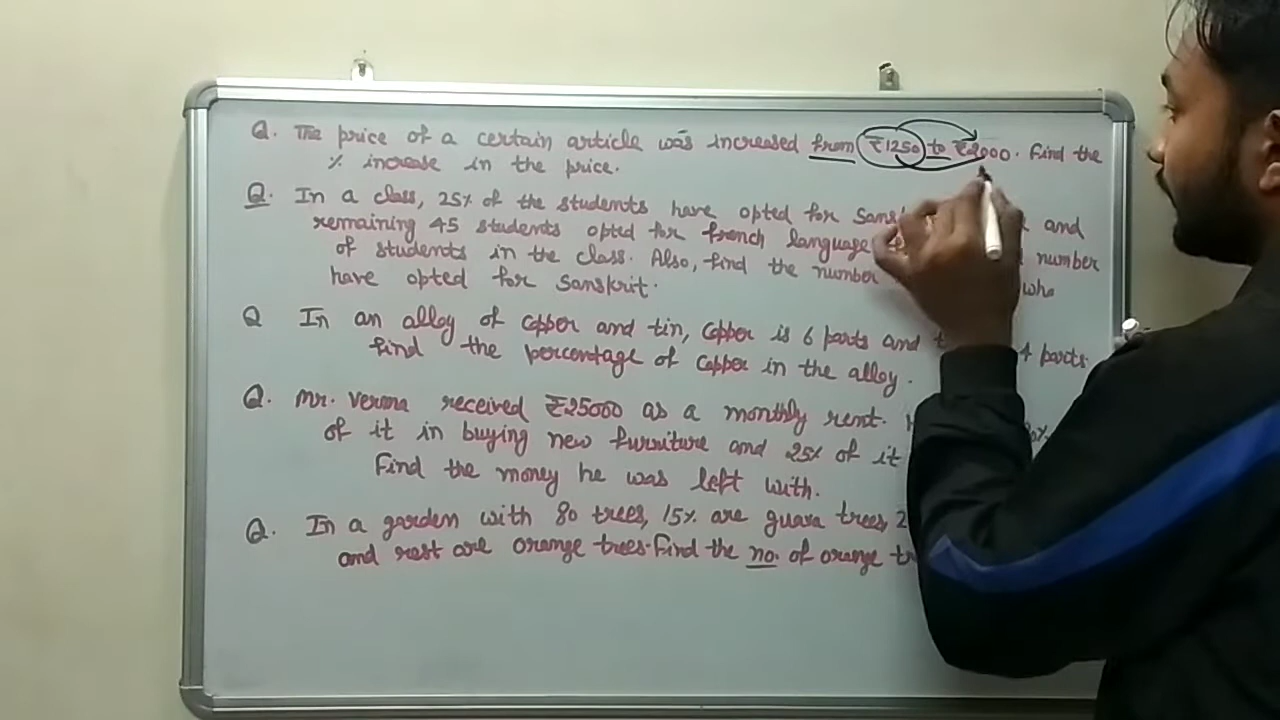 Q. The price of a certain article was increased from ₹1250 to ₹2000. Find the
% increase in the price.
Q. In a class, 25% of the students have opted for and
remaining 45 students opted for french language number
of students in the class. Also, find the number who
have opted for Sanskrit.
Q In an alloy of copper and tin, Copper is 6 parts and 4 parts.
find the percentage of Copper in the alloy.
Q. Mr. Verma received ₹25000 as a monthly rent.
of it in buying new furniture and 25% of it
Find the money he was left with.
Q. In a garden with 80 trees, 15% are guava trees,
and rest are orange trees. Find the no. of orange